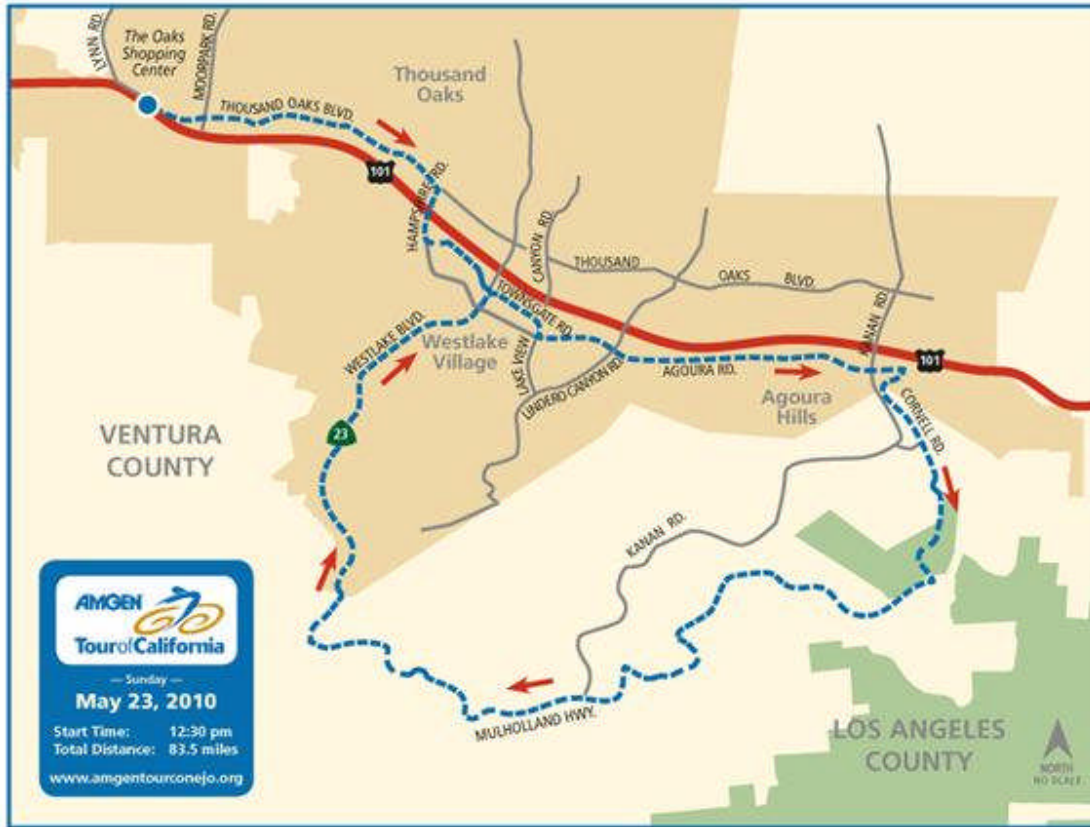 LYNN RD.
The Oaks
Shopping
Center
MOORPARK RD.
THOUSAND OAKS BLVD.
Thousand
Oaks
101
HAMPSHIRE RD.
CANYON RD.
THOUSAND OAKS BLVD.
TOWNSGATE RD.
WESTLAKE BLVD.
Westlake
Village
LAKE VIEW
LINDERO CANYON RD.
AGOURA RD.
KANAN RD.
101
Agoura
Hills
CORNELL RD.
23
VENTURA
COUNTY
KANAN RD.
MULHOLLAND HWY.
LOS ANGELES
COUNTY
NORTH
NO SCALE
AMGEN
Tour of California
— Sunday —
May 23, 2010
Start Time: 12:30 pm
Total Distance: 83.5 miles
www.amgentourconejo.org